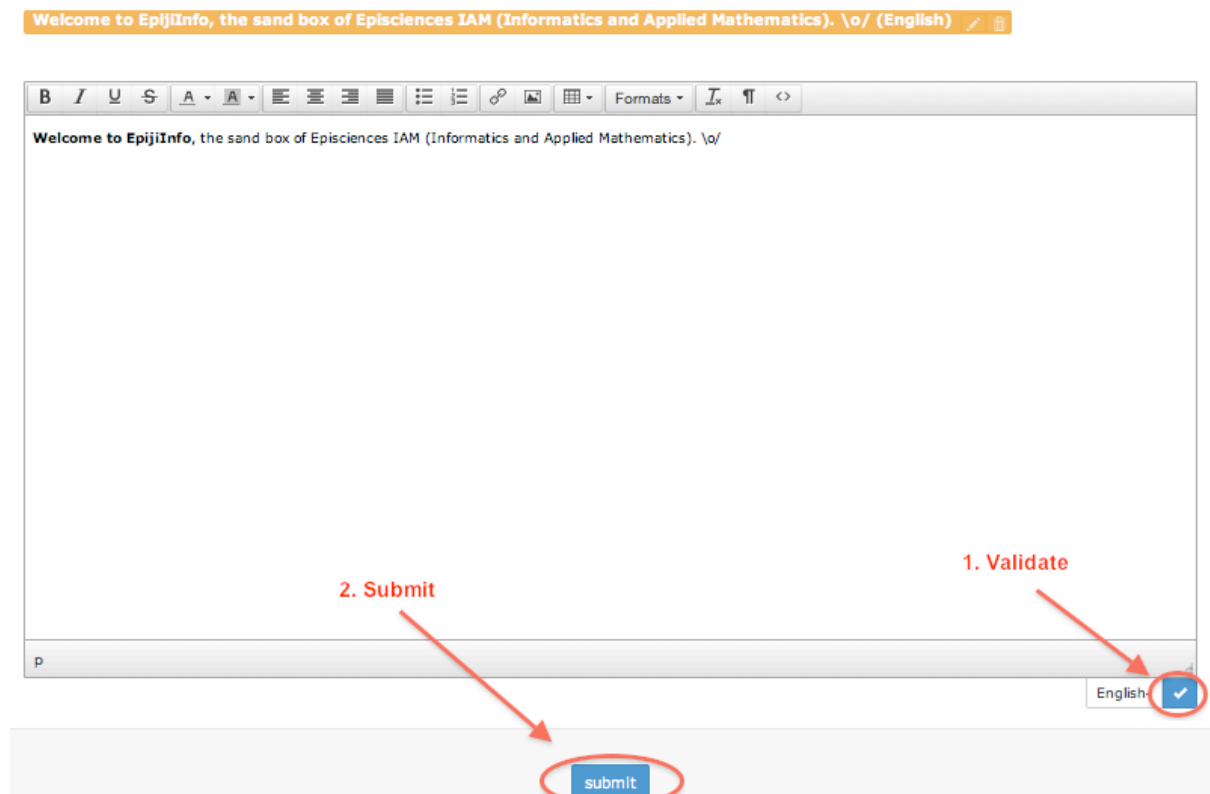 Welcome to EpijiInfo, the sand box of Episciences IAM (Informatics and Applied Mathematics). \o/ (English)
B I U S A A Formats Ix ¶ <>
Welcome to EpijiInfo, the sand box of Episciences IAM (Informatics and Applied Mathematics). \o/
1. Validate
2. Submit
p
English
submit